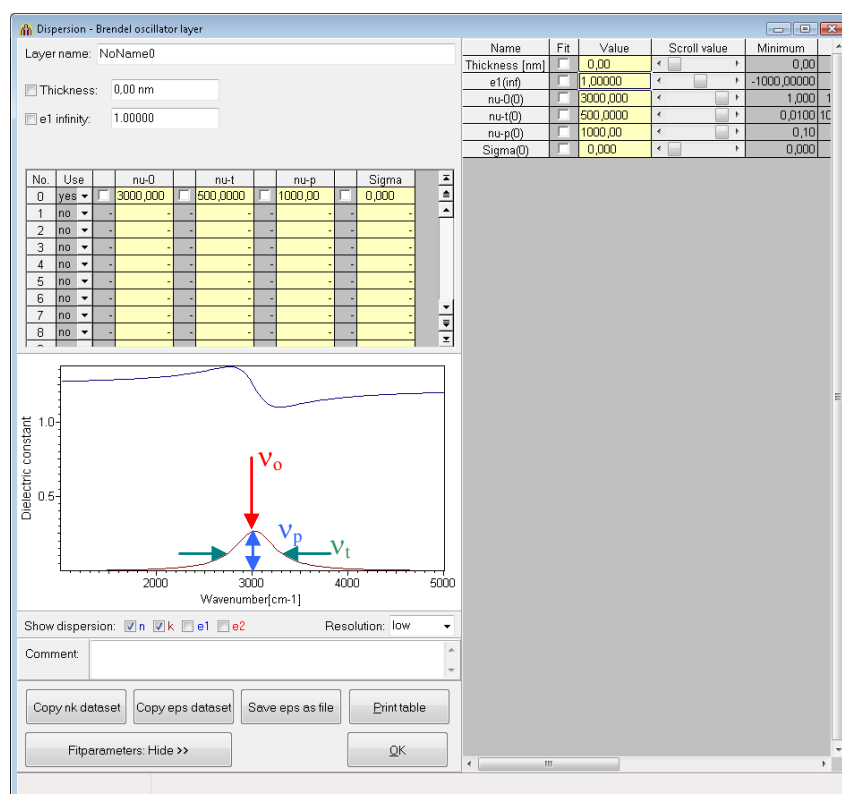 Dispersion - Brendel oscillator layer
Layer name: NoName0
Thickness: 0,00 nm
e1 infinity: 1.00000
No. Use nu-0 nu-t nu-p Sigma
0 yes 3000,000 500,0000 1000,00 0,000
1 no - - - - - - - -
2 no - - - - - - - -
3 no - - - - - - - -
4 no - - - - - - - -
5 no - - - - - - - -
6 no - - - - - - - -
7 no - - - - - - - -
8 no - - - - - - - -
Dielectric constant
1.0
0.5
νo
νp
νt
2000 3000 4000 5000
Wavenumber[cm-1]
Show dispersion: n k e1 e2 Resolution: low
Comment:
Copy nk dataset Copy eps dataset Save eps as file Print table
Fitparameters: Hide >> OK
Name Fit Value Scroll value Minimum
Thickness [nm] 0,00 0,00
e1(inf) 1,00000 -1000,00000
nu-0(0) 3000,000 1,000 1
nu-t(0) 500,0000 0,0100 10
nu-p(0) 1000,00 0,10
Sigma(0) 0,000 0,000